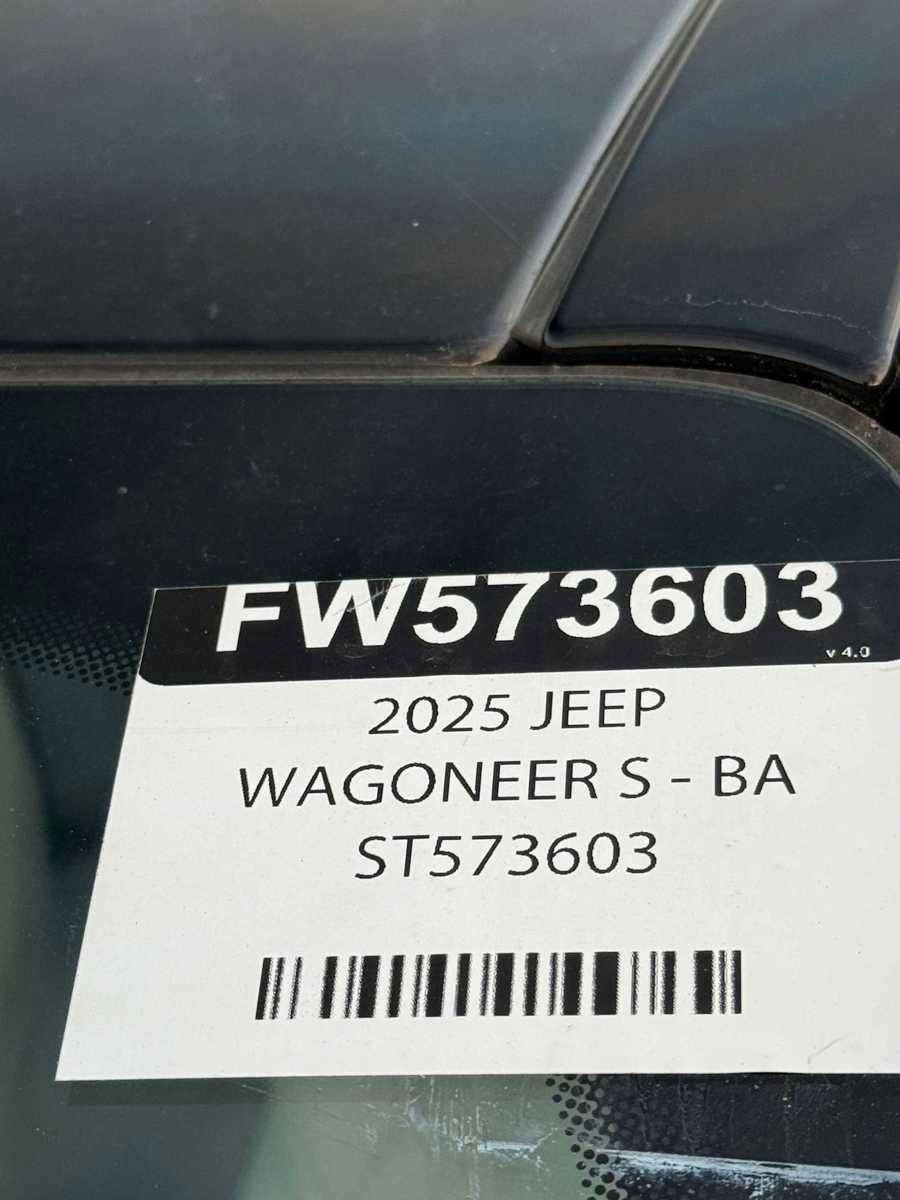 FW573603
v 4.0
2025 JEEP
WAGONEER S - BA
ST573603